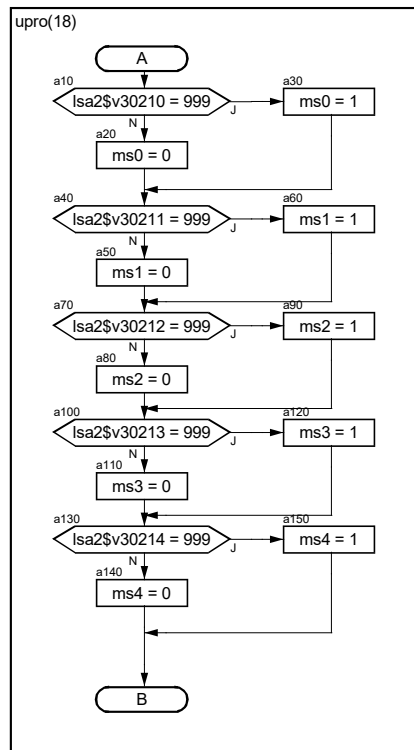 upro(18)
A
a10
lsa2$v30210 = 999
J
a30
ms0 = 1
N
a20
ms0 = 0
a40
lsa2$v30211 = 999
J
a60
ms1 = 1
N
a50
ms1 = 0
a70
lsa2$v30212 = 999
J
a90
ms2 = 1
N
a80
ms2 = 0
a100
lsa2$v30213 = 999
J
a120
ms3 = 1
N
a110
ms3 = 0
a130
lsa2$v30214 = 999
J
a150
ms4 = 1
N
a140
ms4 = 0
B